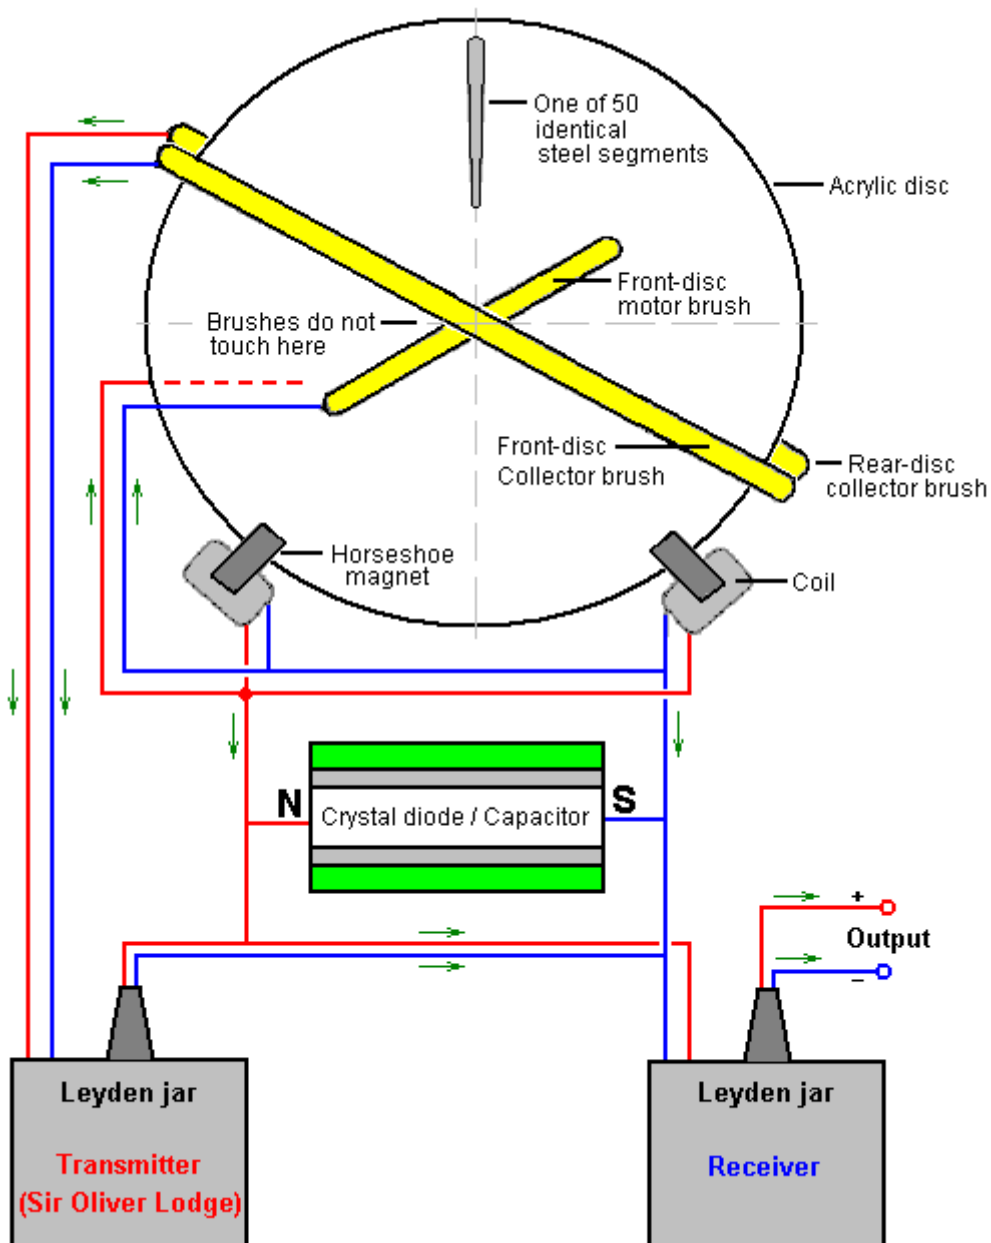 One of 50
identical
steel segments
Acrylic disc
Front-disc
motor brush
Brushes do not
touch here
Front-disc
Collector brush
Rear-disc
collector brush
Horseshoe
magnet
Coil
N
Crystal diode / Capacitor
S
+
Output
–
Leyden jar
Transmitter
(Sir Oliver Lodge)
Leyden jar
Receiver